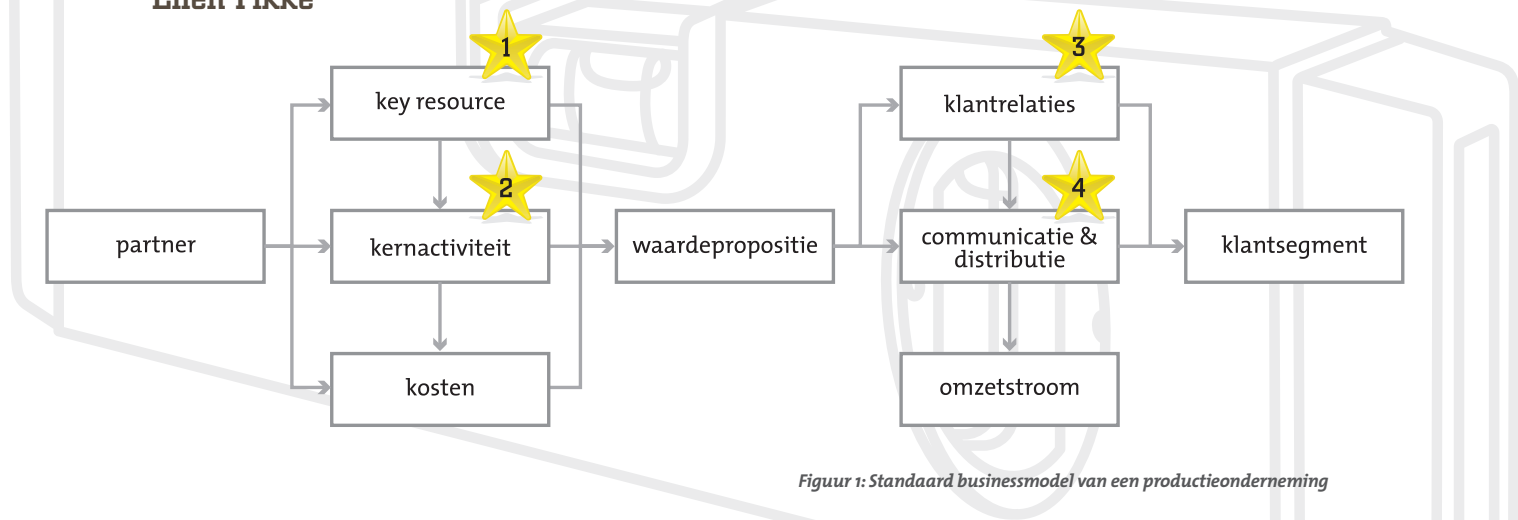 1
3
key resource
klantrelaties
2
4
partner
kernactiviteit
waardepropositie
communicatie &
distributie
klantsegment
kosten
omzetstroom
Figuur 1: Standaard businessmodel van een productieonderneming